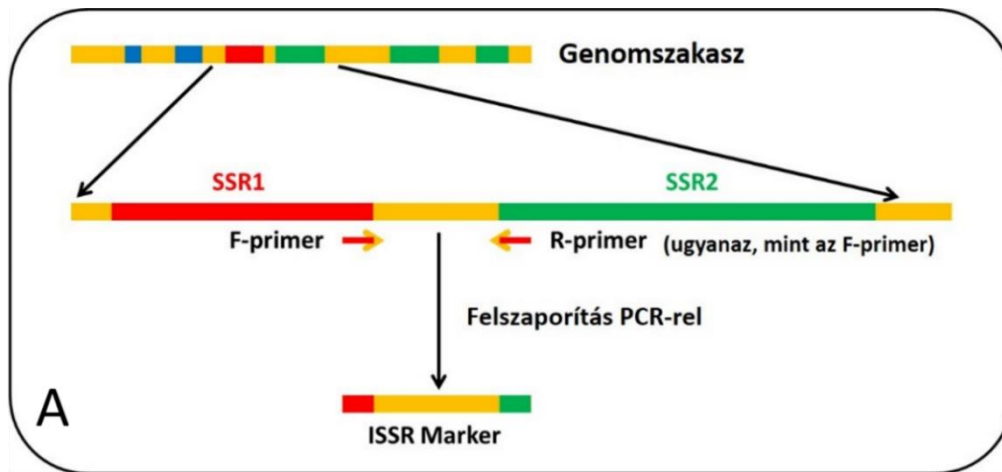 Genomszakasz
SSR1
SSR2
F-primer
R-primer (ugyanaz, mint az F-primer)
Felszaporítás PCR-rel
A
ISSR Marker